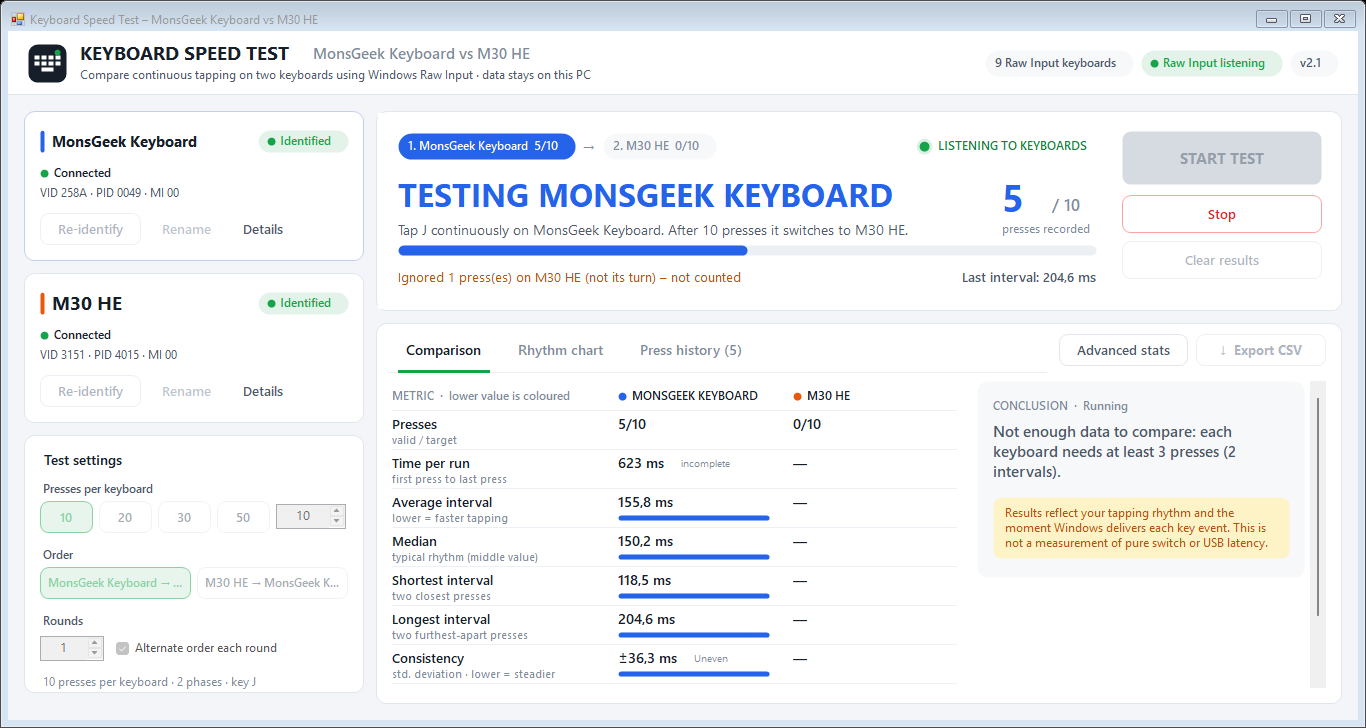 Keyboard Speed Test – MonsGeek Keyboard vs M30 HE
KEYBOARD SPEED TEST MonsGeek Keyboard vs M30 HE
Compare continuous tapping on two keyboards using Windows Raw Input · data stays on this PC
9 Raw Input keyboards
Raw Input listening
v2.1
MonsGeek Keyboard
Identified
Connected
VID 258A · PID 0049 · MI 00
Re-identify
Rename
Details
M30 HE
Identified
Connected
VID 3151 · PID 4015 · MI 00
Re-identify
Rename
Details
Test settings
Presses per keyboard
10 20 30 50 10
Order
MonsGeek Keyboard → ...
M30 HE → MonsGeek K...
Rounds
1
Alternate order each round
10 presses per keyboard · 2 phases · key J
1. MonsGeek Keyboard 5/10 → 2. M30 HE 0/10
LISTENING TO KEYBOARDS
TESTING MONSGEEK KEYBOARD
Tap J continuously on MonsGeek Keyboard. After 10 presses it switches to M30 HE.
5 / 10
presses recorded
Ignored 1 press(es) on M30 HE (not its turn) – not counted
Last interval: 204,6 ms
START TEST
Stop
Clear results
Comparison
Rhythm chart
Press history (5)
Advanced stats
↓ Export CSV
METRIC · lower value is coloured MONSGEEK KEYBOARD M30 HE
Presses 5/10 0/10
valid / target
Time per run 623 ms incomplete —
first press to last press
Average interval 155,8 ms —
lower = faster tapping
Median 150,2 ms —
typical rhythm (middle value)
Shortest interval 118,5 ms —
two closest presses
Longest interval 204,6 ms —
two furthest-apart presses
Consistency ±36,3 ms Uneven —
std. deviation · lower = steadier
CONCLUSION · Running
Not enough data to compare: each
keyboard needs at least 3 presses (2
intervals).
Results reflect your tapping rhythm and the
moment Windows delivers each key event. This is
not a measurement of pure switch or USB latency.